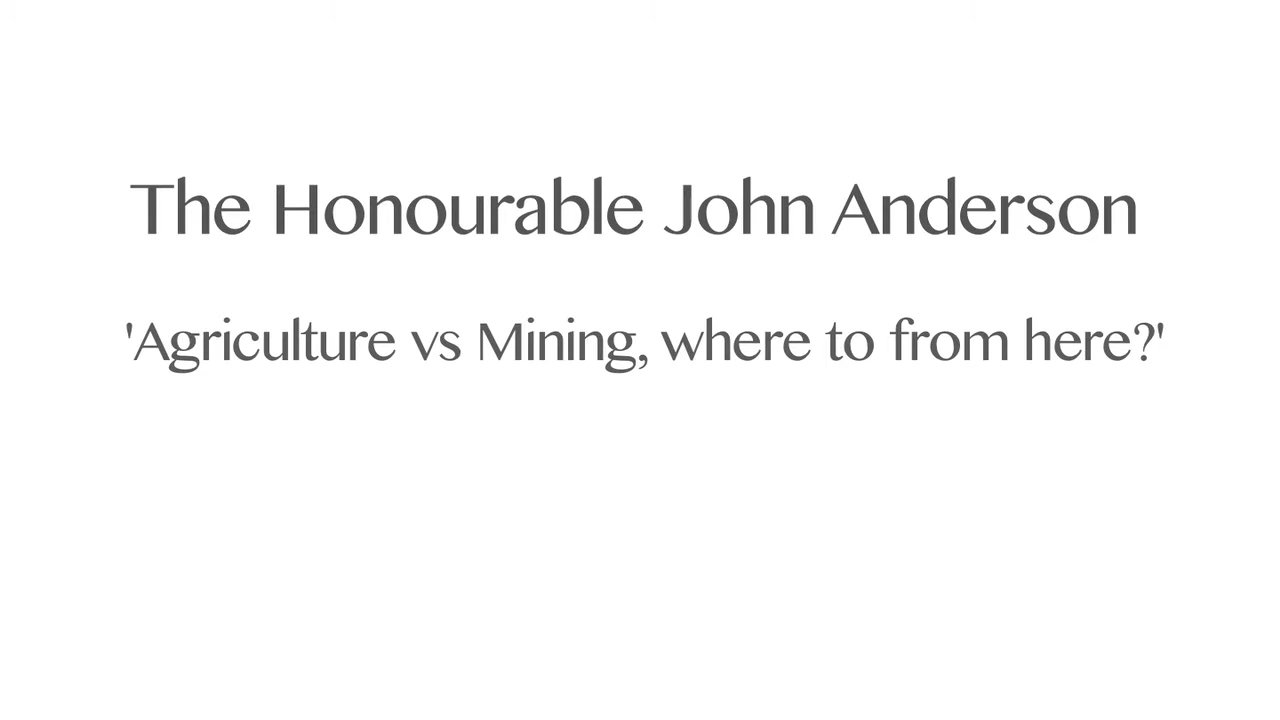 The Honourable John Anderson
'Agriculture vs Mining, where to from here?'